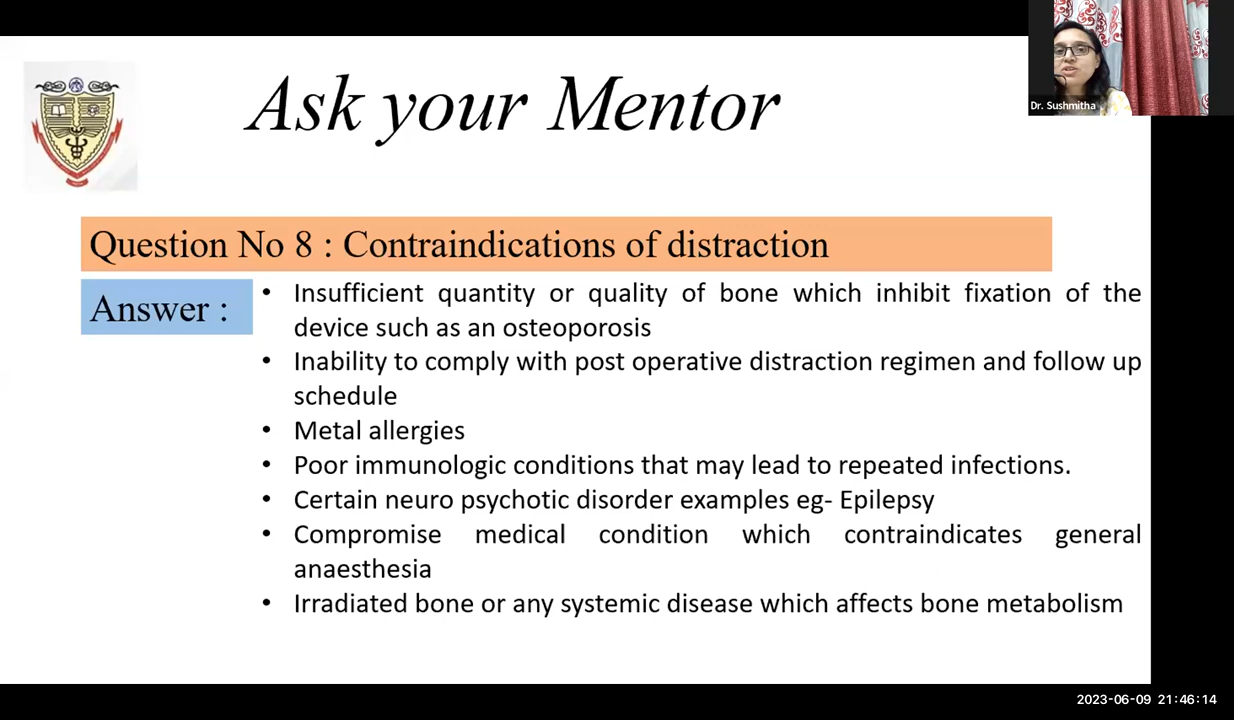 Ask your Mentor
Dr. Sushmitha
Question No 8 : Contraindications of distraction
Answer :
• Insufficient quantity or quality of bone which inhibit fixation of the
device such as an osteoporosis
• Inability to comply with post operative distraction regimen and follow up
schedule
• Metal allergies
• Poor immunologic conditions that may lead to repeated infections.
• Certain neuro psychotic disorder examples eg- Epilepsy
• Compromise medical condition which contraindicates general
anaesthesia
• Irradiated bone or any systemic disease which affects bone metabolism
2023-06-09 21:46:14